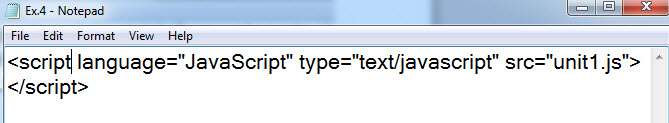 Ex.4 - Notepad
File Edit Format View Help
<script language="JavaScript" type="text/javascript" src="unit1.js">
</script>